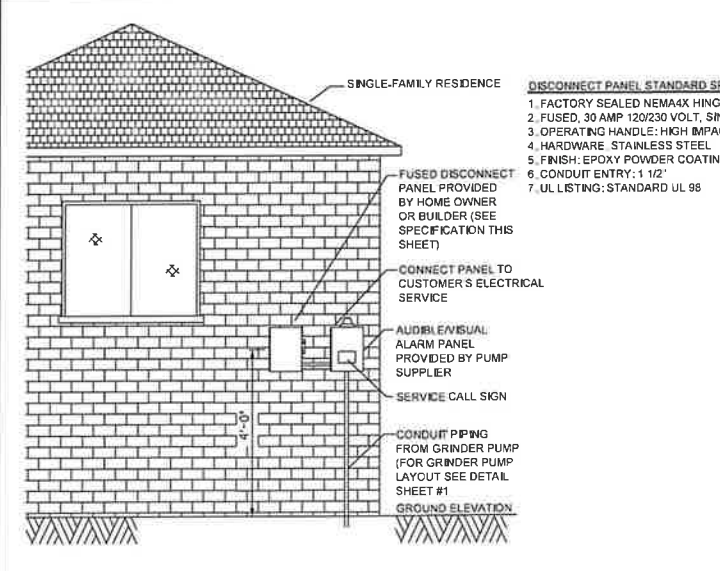 SINGLE-FAMILY RESIDENCE
FUSED DISCONNECT
PANEL PROVIDED
BY HOME OWNER
OR BUILDER (SEE
SPECIFICATION THIS
SHEET)
CONNECT PANEL TO
CUSTOMER'S ELECTRICAL
SERVICE
AUDIBLE/VISUAL
ALARM PANEL
PROVIDED BY PUMP
SUPPLIER
SERVICE CALL SIGN
CONDUIT PIPING
FROM GRINDER PUMP
(FOR GRINDER PUMP
LAYOUT SEE DETAIL
SHEET #1
GROUND ELEVATION
4'-0"
DISCONNECT PANEL STANDARD
1. FACTORY SEALED NEMA4X
2. FUSED, 30 AMP 120/230 VOLT,
3. OPERATING HANDLE: HIGH
4. HARDWARE STAINLESS STEEL
5. FINISH: EPOXY POWDER
6. CONDUIT ENTRY: 1 1/2"
7. UL LISTING: STANDARD UL 98